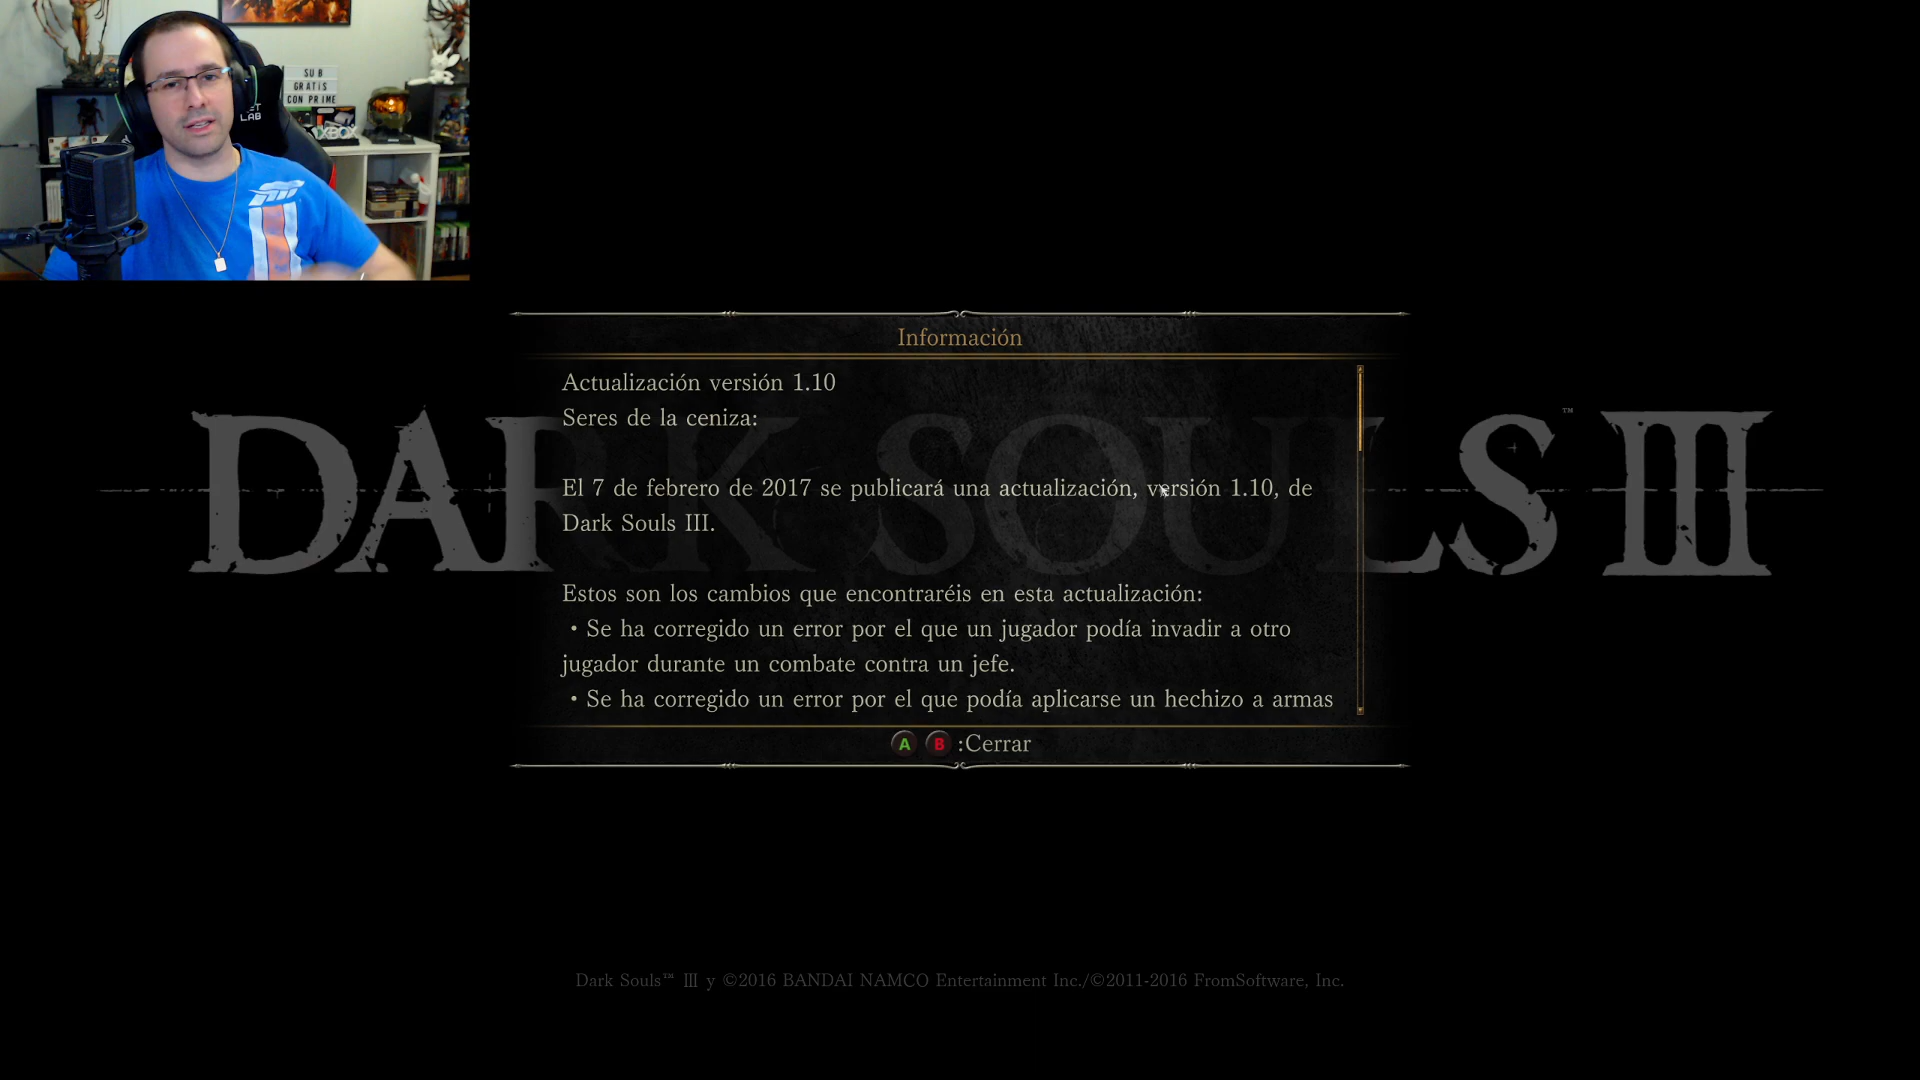 SUB
GRATIS
CON PRIME
LAB
XBOX
Información
Actualización versión 1.10
Seres de la ceniza:
El 7 de febrero de 2017 se publicará una actualización, versión 1.10, de
Dark Souls III.
Estos son los cambios que encontraréis en esta actualización:
• Se ha corregido un error por el que un jugador podía invadir a otro
jugador durante un combate contra un jefe.
• Se ha corregido un error por el que podía aplicarse un hechizo a armas
A B :Cerrar
DARK SOULS III™
Dark Souls™ III y ©2016 BANDAI NAMCO Entertainment Inc./©2011-2016 FromSoftware, Inc.